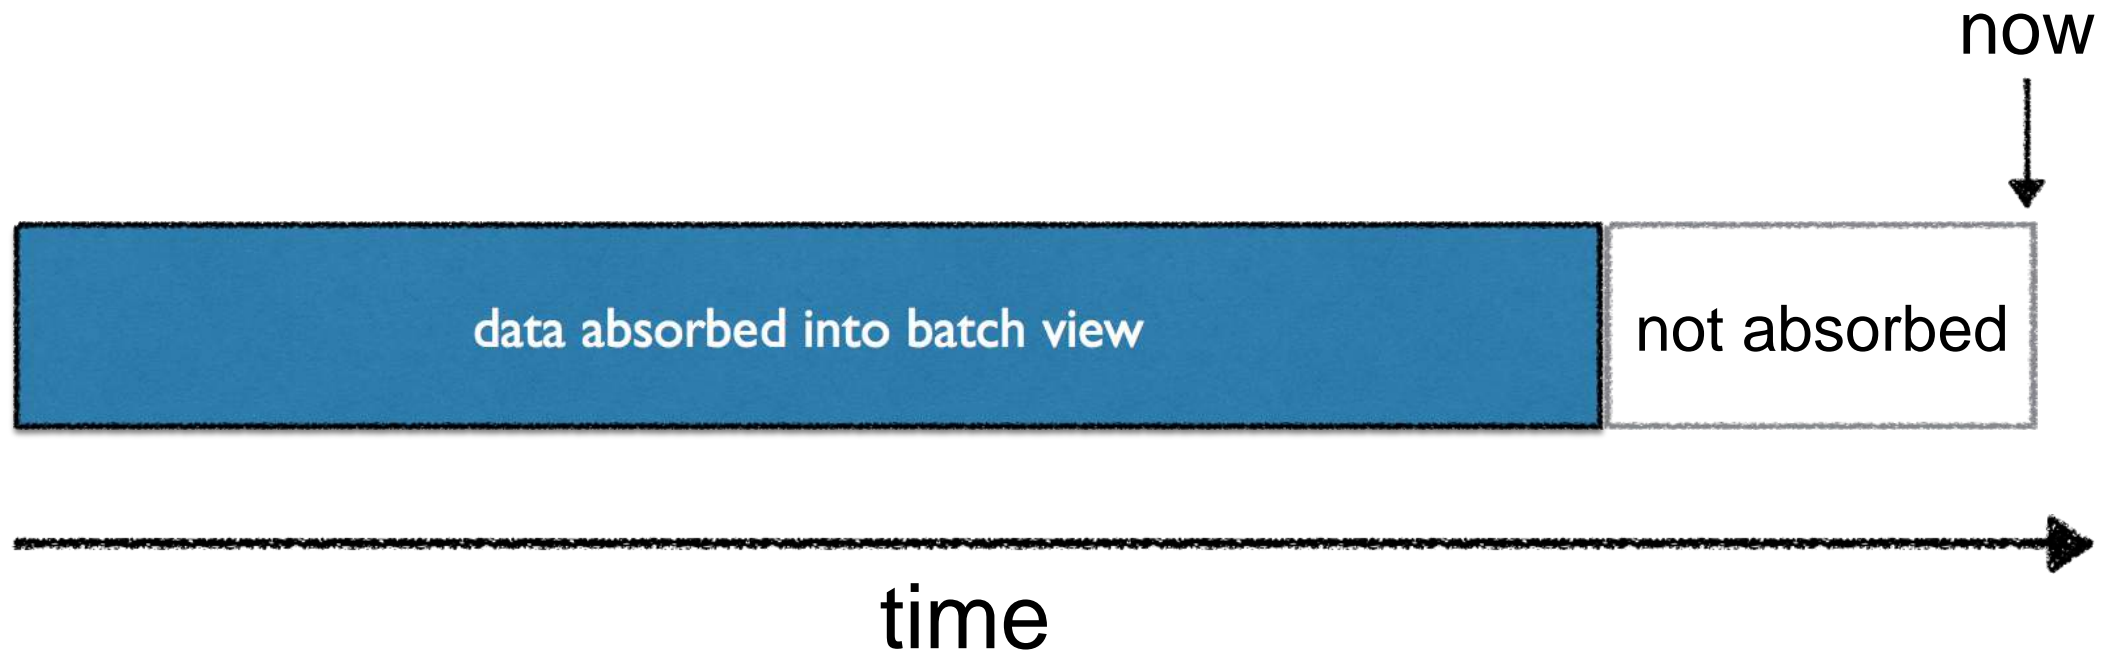 now
data absorbed into batch view
not absorbed
time